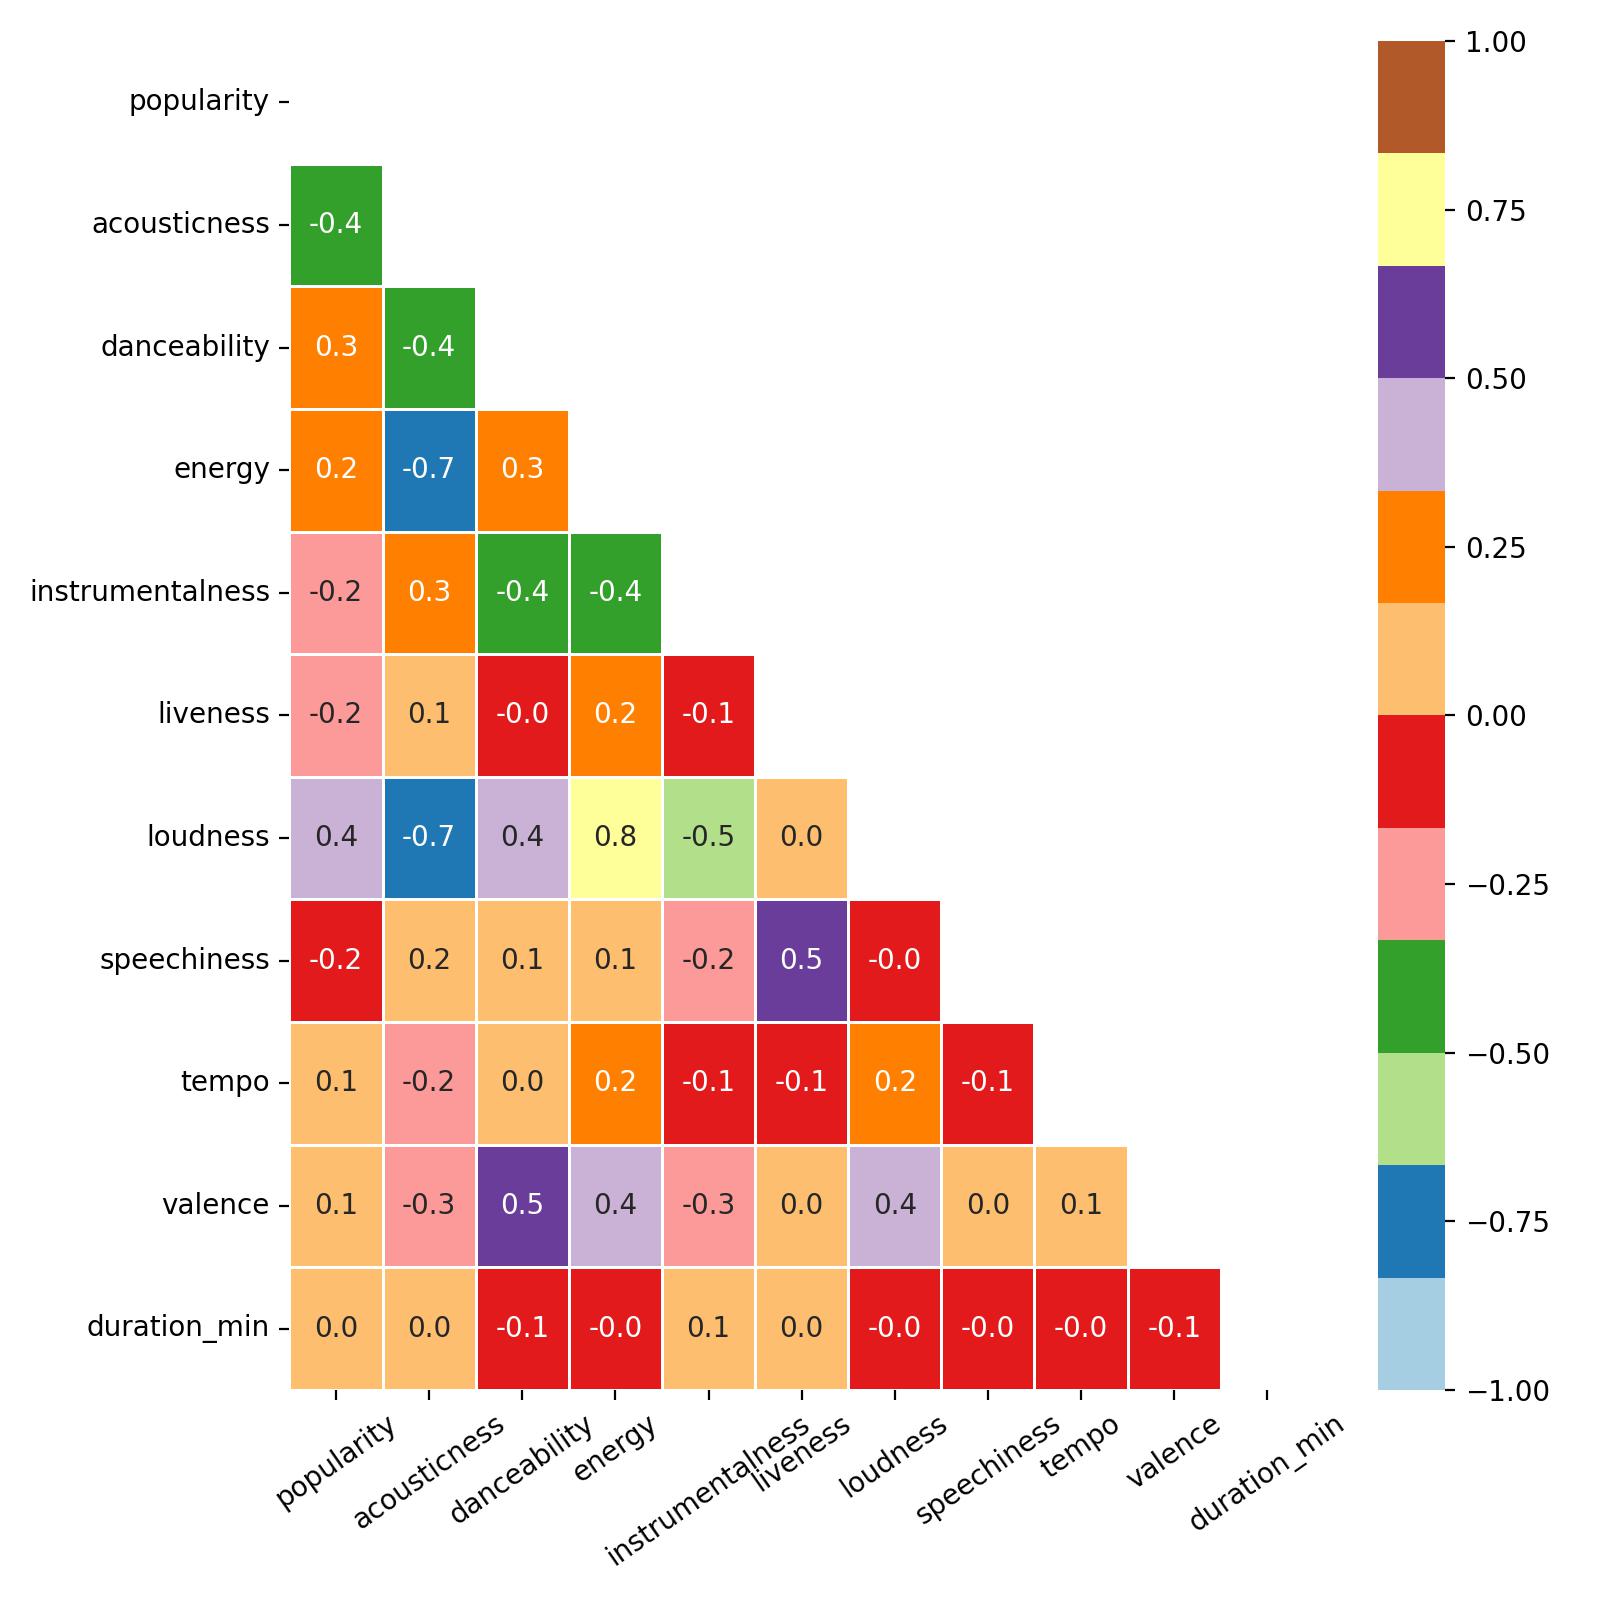 popularity
acousticness -0.4
danceability 0.3 -0.4
energy 0.2 -0.7 0.3
instrumentalness -0.2 0.3 -0.4 -0.4
liveness -0.2 0.1 -0.0 0.2 -0.1
loudness 0.4 -0.7 0.4 0.8 -0.5 0.0
speechiness -0.2 0.2 0.1 0.1 -0.2 0.5 -0.0
tempo 0.1 -0.2 0.0 0.2 -0.1 -0.1 0.2 -0.1
valence 0.1 -0.3 0.5 0.4 -0.3 0.0 0.4 0.0 0.1
duration_min 0.0 0.0 -0.1 -0.0 0.1 0.0 -0.0 -0.0 -0.0 -0.1
popularity acousticness danceability energy instrumentalness liveness loudness speechiness tempo valence duration_min
1.00
0.75
0.50
0.25
0.00
−0.25
−0.50
−0.75
−1.00